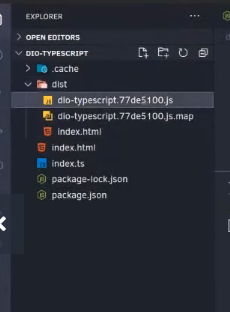 EXPLORER
OPEN EDITORS
DIO-TYPESCRIPT
.cache
dist
dio-typescript.77de5100.js
dio-typescript.77de5100.js.map
index.html
index.html
index.ts
package-lock.json
package.json